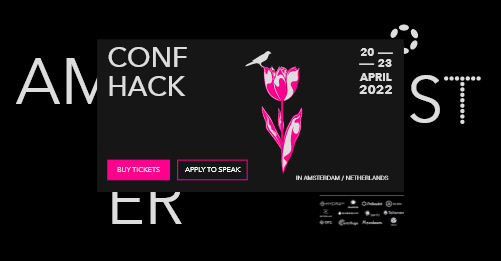 AM
ST
ER
CONF
HACK
20 —
— 23
APRIL
2022
BUY TICKETS
APPLY TO SPEAK
IN AMSTERDAM / NETHERLANDS